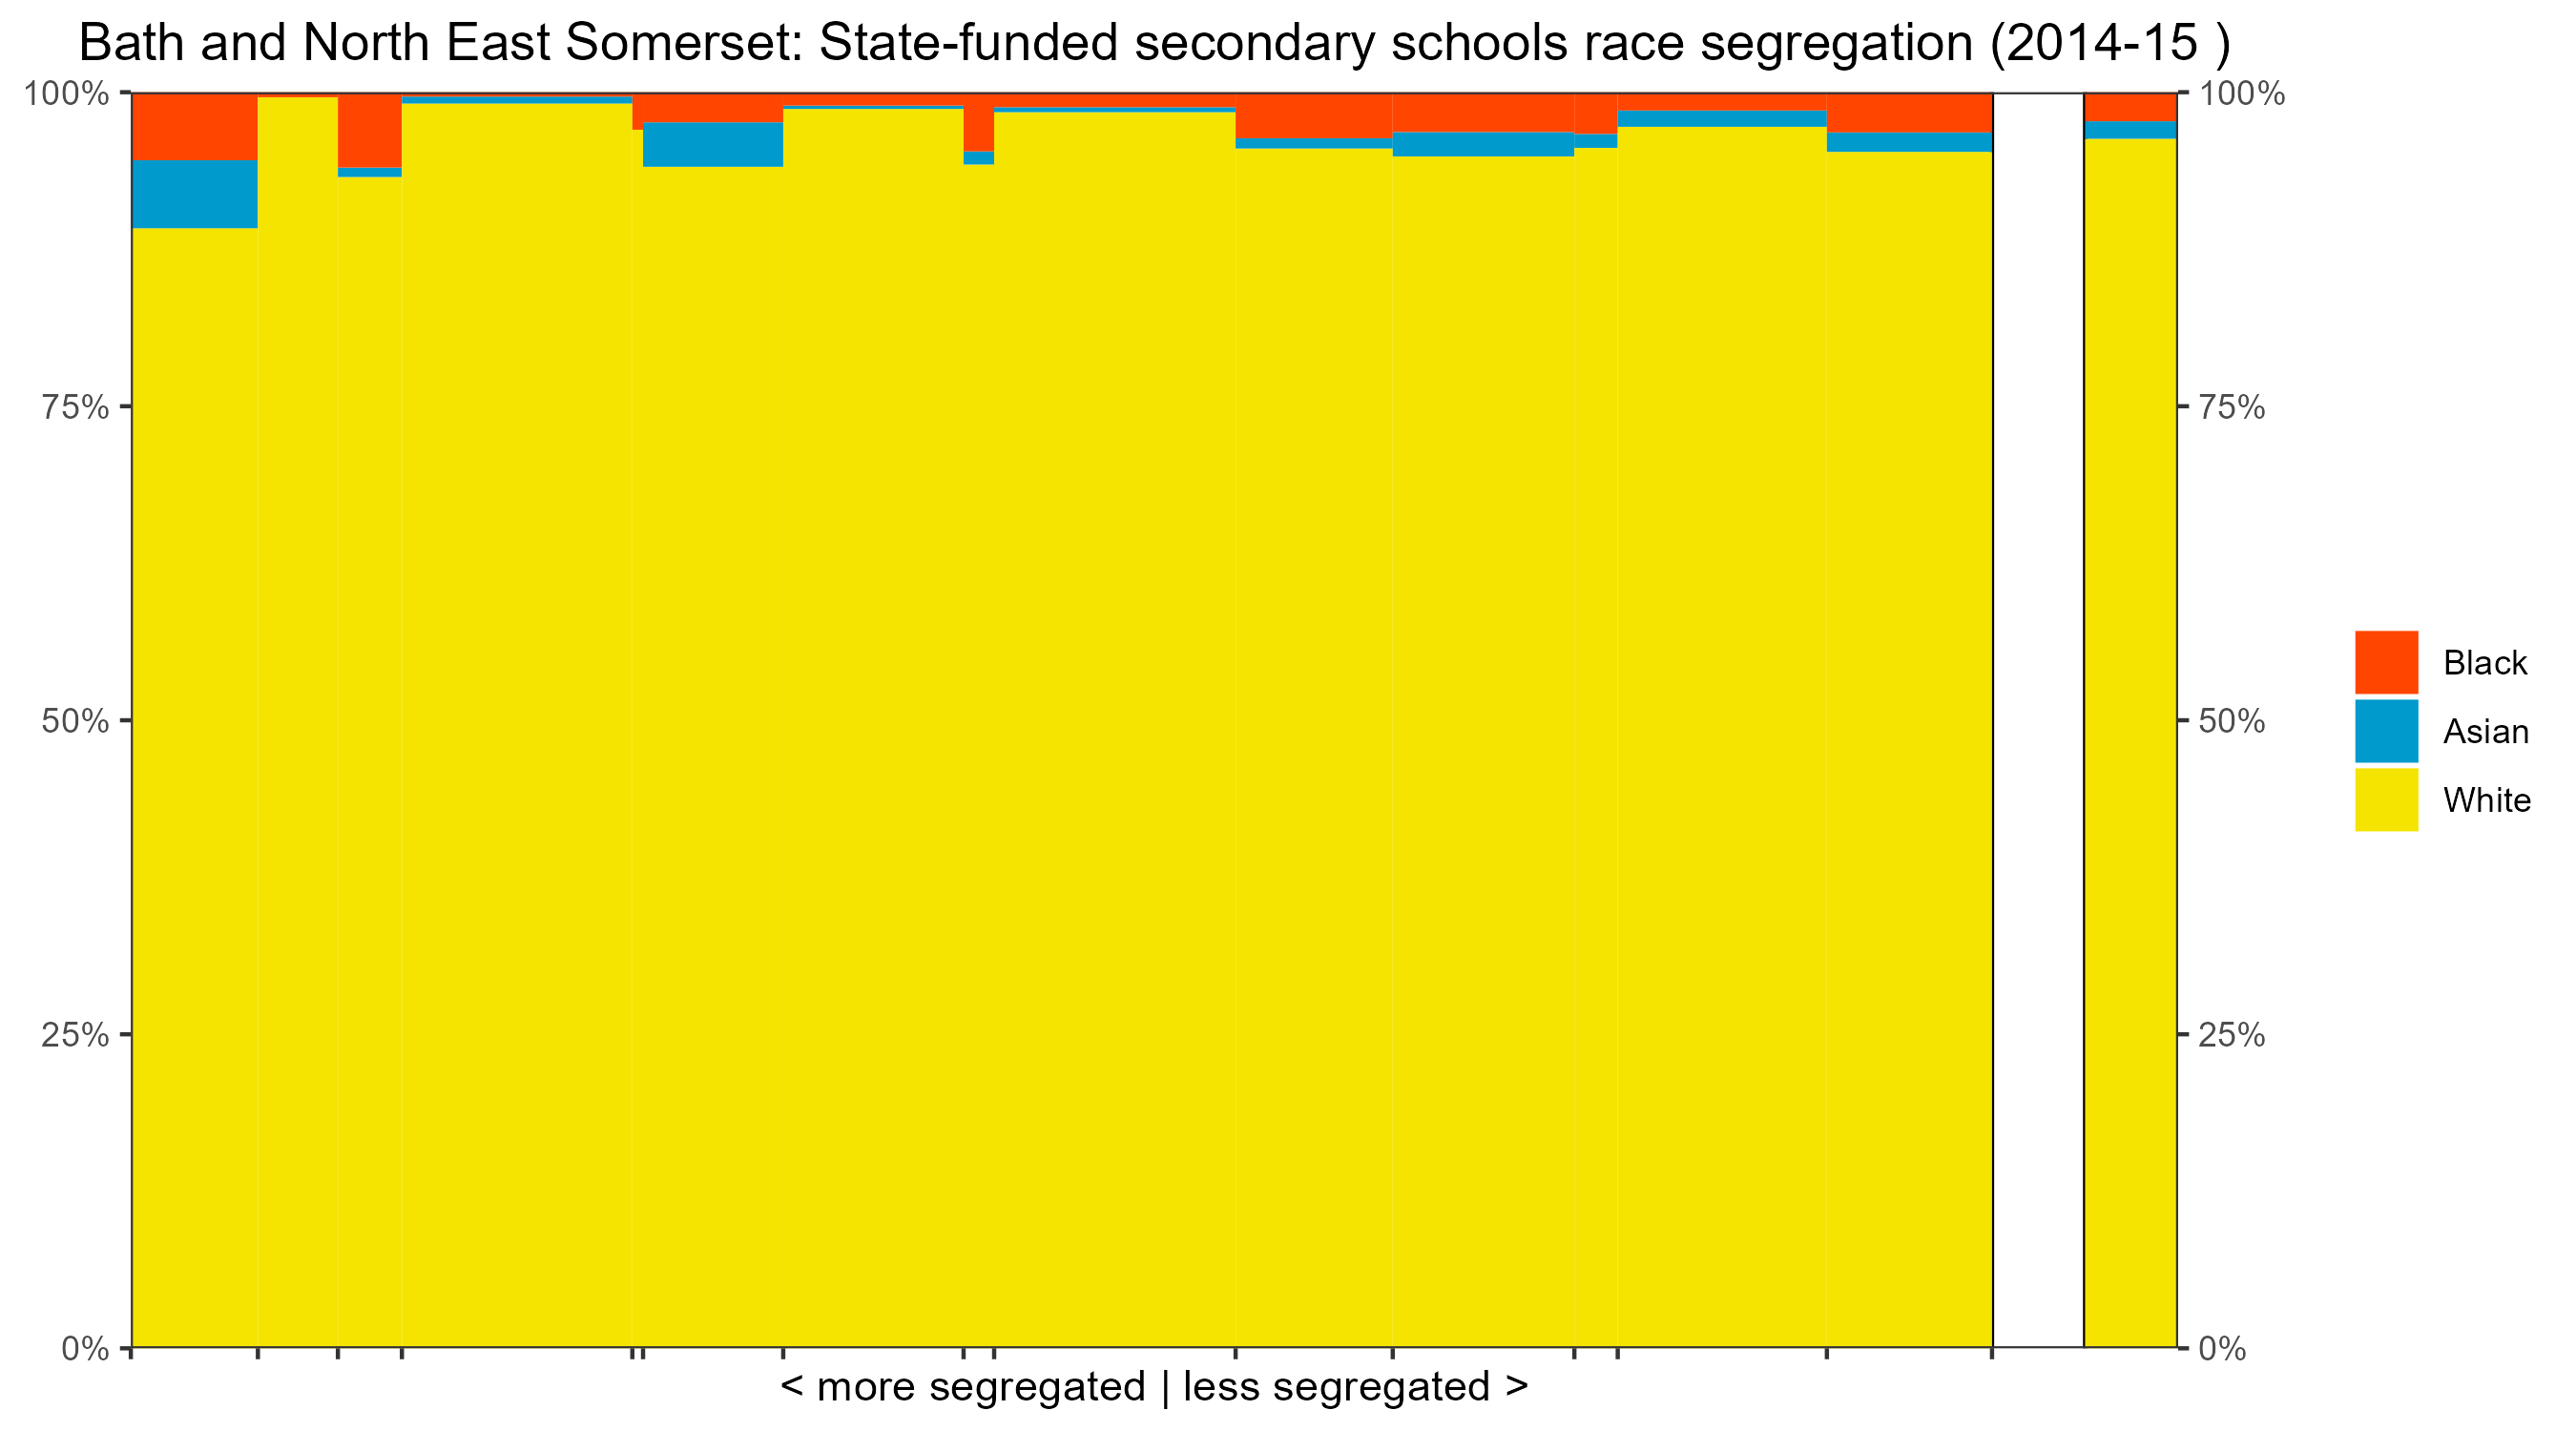 Bath and North East Somerset: State-funded secondary schools race segregation (2014-15 )
100% 100%
75% 75%
50% 50%
25% 25%
0% 0%
Black
Asian
White
< more segregated | less segregated >